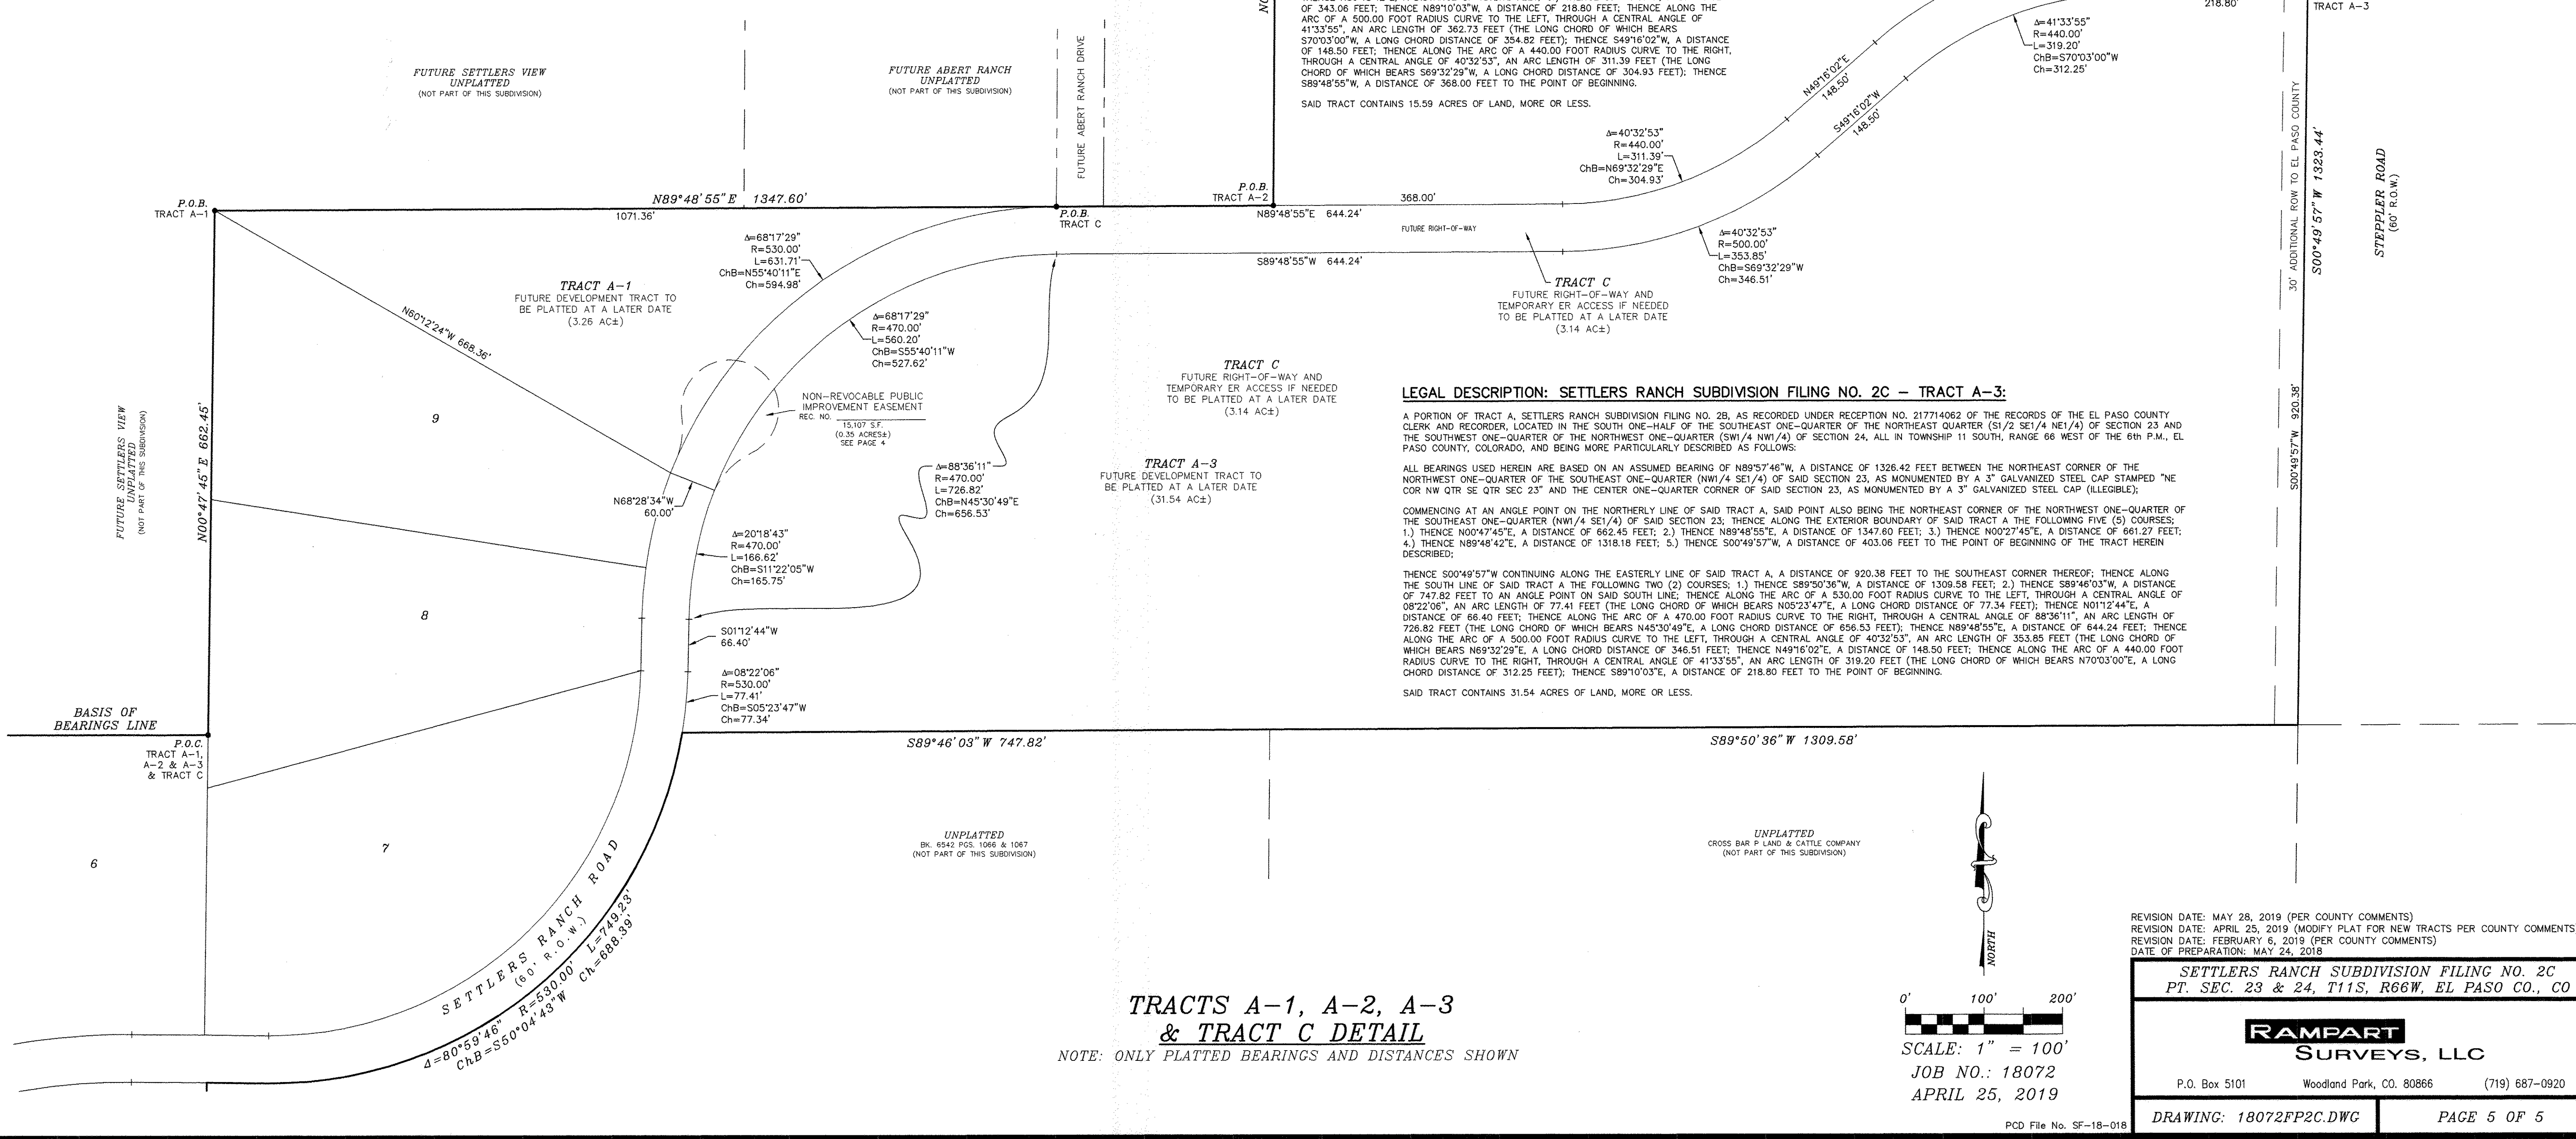 OF 343.06 FEET; THENCE N89°10'03"W, A DISTANCE OF 218.80 FEET; THENCE ALONG THE
ARC OF A 500.00 FOOT RADIUS CURVE TO THE LEFT, THROUGH A CENTRAL ANGLE OF
41°33'55", AN ARC LENGTH OF 362.73 FEET (THE LONG CHORD OF WHICH BEARS
S70°03'00"W, A LONG CHORD DISTANCE OF 354.82 FEET); THENCE S49°16'02"W, A DISTANCE
OF 148.50 FEET; THENCE ALONG THE ARC OF A 440.00 FOOT RADIUS CURVE TO THE RIGHT,
THROUGH A CENTRAL ANGLE OF 40°32'53", AN ARC LENGTH OF 311.39 FEET (THE LONG
CHORD OF WHICH BEARS S69°32'29"W, A LONG CHORD DISTANCE OF 304.93 FEET); THENCE
S89°48'55"W, A DISTANCE OF 368.00 FEET TO THE POINT OF BEGINNING.
SAID TRACT CONTAINS 15.59 ACRES OF LAND, MORE OR LESS.
218.80'
TRACT A-3
Δ=41°33'55"
R=440.00'
L=319.20'
ChB=S70°03'00"W
Ch=312.25'
FUTURE SETTLERS VIEW
UNPLATTED
(NOT PART OF THIS SUBDIVISION)
FUTURE ABERT RANCH
UNPLATTED
(NOT PART OF THIS SUBDIVISION)
FUTURE ABERT RANCH DRIVE
N49°16'02"E
148.50'
S49°16'02"W
148.50'
Δ=40°32'53"
R=440.00'
L=311.39'
ChB=N69°32'29"E
Ch=304.93'
30' ADDITIONAL ROW TO EL PASO COUNTY
S00°49'57"W 1323.44'
STEPPLER ROAD
(60' R.O.W.)
P.O.B.
TRACT A-1
N89°48'55"E 1347.60'
1071.36'
P.O.B.
TRACT C
P.O.B.
TRACT A-2
368.00'
N89°48'55"E 644.24'
FUTURE RIGHT-OF-WAY
S89°48'55"W 644.24'
Δ=68°17'29"
R=530.00'
L=631.71'
ChB=N55°40'11"E
Ch=594.98'
Δ=40°32'53"
R=500.00'
L=353.85'
ChB=S69°32'29"W
Ch=346.51'
TRACT A-1
FUTURE DEVELOPMENT TRACT TO
BE PLATTED AT A LATER DATE
(3.26 AC±)
TRACT C
FUTURE RIGHT-OF-WAY AND
TEMPORARY ER ACCESS IF NEEDED
TO BE PLATTED AT A LATER DATE
(3.14 AC±)
N60°12'24"W 668.36'
Δ=68°17'29"
R=470.00'
L=560.20'
ChB=S55°40'11"W
Ch=527.62'
TRACT C
FUTURE RIGHT-OF-WAY AND
TEMPORARY ER ACCESS IF NEEDED
TO BE PLATTED AT A LATER DATE
(3.14 AC±)
NON-REVOCABLE PUBLIC
IMPROVEMENT EASEMENT
REC. NO.
15,107 S.F.
(0.35 ACRES±)
SEE PAGE 4
9
FUTURE SETTLERS VIEW
UNPLATTED
(NOT PART OF THIS SUBDIVISION)
N00°47'45"E 662.45'
TRACT A-3
FUTURE DEVELOPMENT TRACT TO
BE PLATTED AT A LATER DATE
(31.54 AC±)
Δ=88°36'11"
R=470.00'
L=726.82'
ChB=N45°30'49"E
Ch=656.53'
N68°28'34"W
60.00'
Δ=20°18'43"
R=470.00'
L=166.62'
ChB=S11°22'05"W
Ch=165.75'
8
S01°12'44"W
66.40'
Δ=08°22'06"
R=530.00'
L=77.41'
ChB=S05°23'47"W
Ch=77.34'
LEGAL DESCRIPTION: SETTLERS RANCH SUBDIVISION FILING NO. 2C – TRACT A-3:
A PORTION OF TRACT A, SETTLERS RANCH SUBDIVISION FILING NO. 2B, AS RECORDED UNDER RECEPTION NO. 217714062 OF THE RECORDS OF THE EL PASO COUNTY
CLERK AND RECORDER, LOCATED IN THE SOUTH ONE-HALF OF THE SOUTHEAST ONE-QUARTER OF THE NORTHEAST QUARTER (S1/2 SE1/4 NE1/4) OF SECTION 23 AND
THE SOUTHWEST ONE-QUARTER OF THE NORTHWEST ONE-QUARTER (SW1/4 NW1/4) OF SECTION 24, ALL IN TOWNSHIP 11 SOUTH, RANGE 66 WEST OF THE 6th P.M., EL
PASO COUNTY, COLORADO, AND BEING MORE PARTICULARLY DESCRIBED AS FOLLOWS:
ALL BEARINGS USED HEREIN ARE BASED ON AN ASSUMED BEARING OF N89°57'46"W, A DISTANCE OF 1326.42 FEET BETWEEN THE NORTHEAST CORNER OF THE
NORTHWEST ONE-QUARTER OF THE SOUTHEAST ONE-QUARTER (NW1/4 SE1/4) OF SAID SECTION 23, AS MONUMENTED BY A 3" GALVANIZED STEEL CAP STAMPED "NE
COR NW QTR SE QTR SEC 23" AND THE CENTER ONE-QUARTER CORNER OF SAID SECTION 23, AS MONUMENTED BY A 3" GALVANIZED STEEL CAP (ILLEGIBLE);
COMMENCING AT AN ANGLE POINT ON THE NORTHERLY LINE OF SAID TRACT A, SAID POINT ALSO BEING THE NORTHEAST CORNER OF THE NORTHWEST ONE-QUARTER OF
THE SOUTHEAST ONE-QUARTER (NW1/4 SE1/4) OF SAID SECTION 23; THENCE ALONG THE EXTERIOR BOUNDARY OF SAID TRACT A THE FOLLOWING FIVE (5) COURSES;
1.) THENCE N00°47'45"E, A DISTANCE OF 662.45 FEET; 2.) THENCE N89°48'55"E, A DISTANCE OF 1347.60 FEET; 3.) THENCE N00°27'45"E, A DISTANCE OF 661.27 FEET;
4.) THENCE N89°48'42"E, A DISTANCE OF 1318.18 FEET; 5.) THENCE S00°49'57"W, A DISTANCE OF 403.06 FEET TO THE POINT OF BEGINNING OF THE TRACT HEREIN
DESCRIBED;
THENCE S00°49'57"W CONTINUING ALONG THE EASTERLY LINE OF SAID TRACT A, A DISTANCE OF 920.38 FEET TO THE SOUTHEAST CORNER THEREOF; THENCE ALONG
THE SOUTH LINE OF SAID TRACT A THE FOLLOWING TWO (2) COURSES; 1.) THENCE S89°50'36"W, A DISTANCE OF 1309.58 FEET; 2.) THENCE S89°46'03"W, A DISTANCE
OF 747.82 FEET TO AN ANGLE POINT ON SAID SOUTH LINE; THENCE ALONG THE ARC OF A 530.00 FOOT RADIUS CURVE TO THE LEFT, THROUGH A CENTRAL ANGLE OF
08°22'06", AN ARC LENGTH OF 77.41 FEET (THE LONG CHORD OF WHICH BEARS N05°23'47"E, A LONG CHORD DISTANCE OF 77.34 FEET); THENCE N01°12'44"E, A
DISTANCE OF 66.40 FEET; THENCE ALONG THE ARC OF A 470.00 FOOT RADIUS CURVE TO THE RIGHT, THROUGH A CENTRAL ANGLE OF 88°36'11", AN ARC LENGTH OF
726.82 FEET (THE LONG CHORD OF WHICH BEARS N45°30'49"E, A LONG CHORD DISTANCE OF 656.53 FEET); THENCE N89°48'55"E, A DISTANCE OF 644.24 FEET; THENCE
ALONG THE ARC OF A 500.00 FOOT RADIUS CURVE TO THE LEFT, THROUGH A CENTRAL ANGLE OF 40°32'53", AN ARC LENGTH OF 353.85 FEET (THE LONG CHORD OF
WHICH BEARS N69°32'29"E, A LONG CHORD DISTANCE OF 346.51 FEET); THENCE N49°16'02"E, A DISTANCE OF 148.50 FEET; THENCE ALONG THE ARC OF A 440.00 FOOT
RADIUS CURVE TO THE RIGHT, THROUGH A CENTRAL ANGLE OF 41°33'55", AN ARC LENGTH OF 319.20 FEET (THE LONG CHORD OF WHICH BEARS N70°03'00"E, A LONG
CHORD DISTANCE OF 312.25 FEET); THENCE S89°10'03"E, A DISTANCE OF 218.80 FEET TO THE POINT OF BEGINNING.
SAID TRACT CONTAINS 31.54 ACRES OF LAND, MORE OR LESS.
S00°49'57"W 920.38'
BASIS OF
BEARINGS LINE
P.O.C.
TRACT A-1,
A-2 & A-3
& TRACT C
S89°46'03"W 747.82'
S89°50'36"W 1309.58'
6
7
UNPLATTED
BK. 6542 PGS. 1066 & 1067
(NOT PART OF THIS SUBDIVISION)
UNPLATTED
CROSS BAR P LAND & CATTLE COMPANY
(NOT PART OF THIS SUBDIVISION)
SETTLERS RANCH ROAD
(60' R.O.W.)
Δ=80°59'46" R=530.00' L=749.23'
ChB=S50°04'43"W Ch=688.39'
NORTH
TRACTS A-1, A-2, A-3
& TRACT C DETAIL
NOTE: ONLY PLATTED BEARINGS AND DISTANCES SHOWN
0' 100' 200'
SCALE: 1" = 100'
JOB NO.: 18072
APRIL 25, 2019
REVISION DATE: MAY 28, 2019 (PER COUNTY COMMENTS)
REVISION DATE: APRIL 25, 2019 (MODIFY PLAT FOR NEW TRACTS PER COUNTY COMMENTS
REVISION DATE: FEBRUARY 6, 2019 (PER COUNTY COMMENTS)
DATE OF PREPARATION: MAY 24, 2018
SETTLERS RANCH SUBDIVISION FILING NO. 2C
PT. SEC. 23 & 24, T11S, R66W, EL PASO CO., CO
RAMPART
SURVEYS, LLC
P.O. Box 5101 Woodland Park, CO. 80866 (719) 687-0920
DRAWING: 18072FP2C.DWG PAGE 5 OF 5
PCD File No. SF-18-018